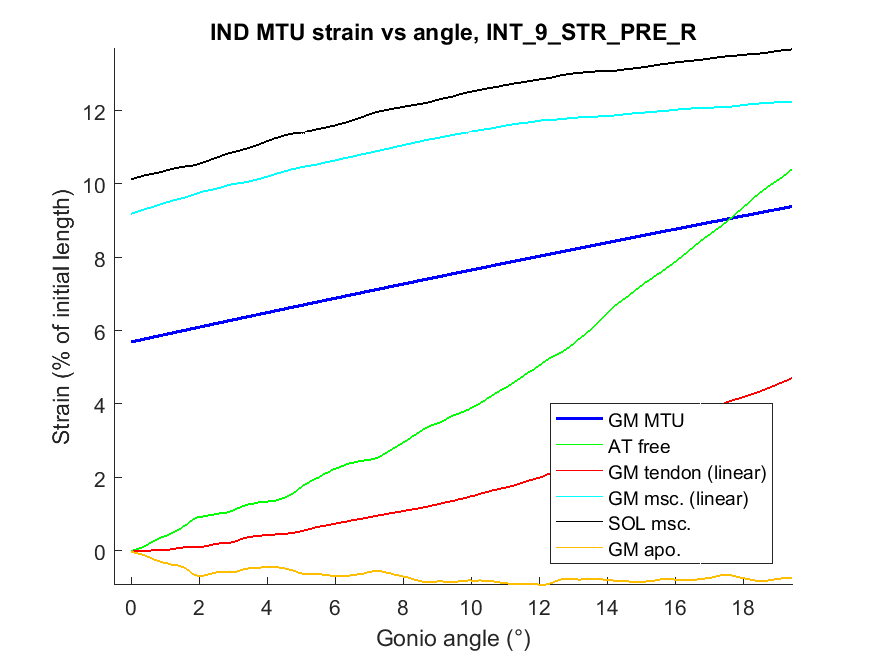 IND MTU strain vs angle, INT_9_STR_PRE_R
Strain (% of initial length)
12
10
8
6
4
2
0
GM MTU
AT free
GM tendon (linear)
GM msc. (linear)
SOL msc.
GM apo.
0 2 4 6 8 10 12 14 16 18
Gonio angle (°)